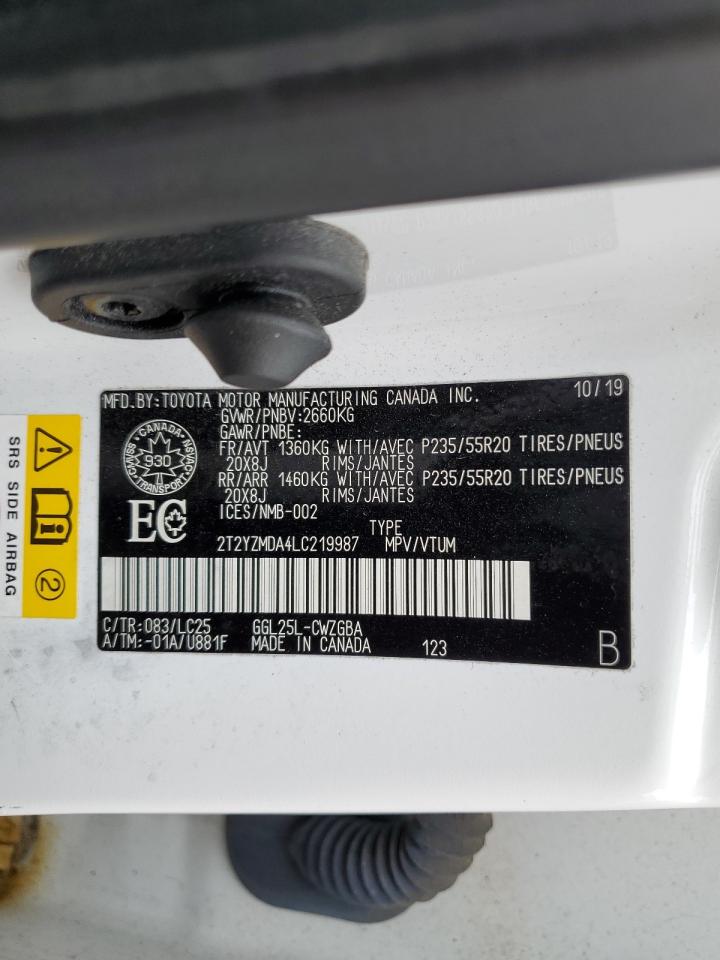 MFD.BY:TOYOTA MOTOR MANUFACTURING CANADA INC. 10/19
GVWR/PNBV:2660KG
GAWR/PNBE:
FR/AVT 1360KG WITH/AVEC P235/55R20 TIRES/PNEUS
20X8J RIMS/JANTES
RR/ARR 1460KG WITH/AVEC P235/55R20 TIRES/PNEUS
20X8J RIMS/JANTES
ICES/NMB-002
TYPE
2T2YZMDA4LC219987 MPV/VTUM
CANADA
930
TRANSPORT
CMVSS
NSVAC
EC
C/TR:083/LC25 GGL25L-CWZGBA
A/TM:-01A/U881F MADE IN CANADA 123 B
SRS SIDE AIRBAG
2